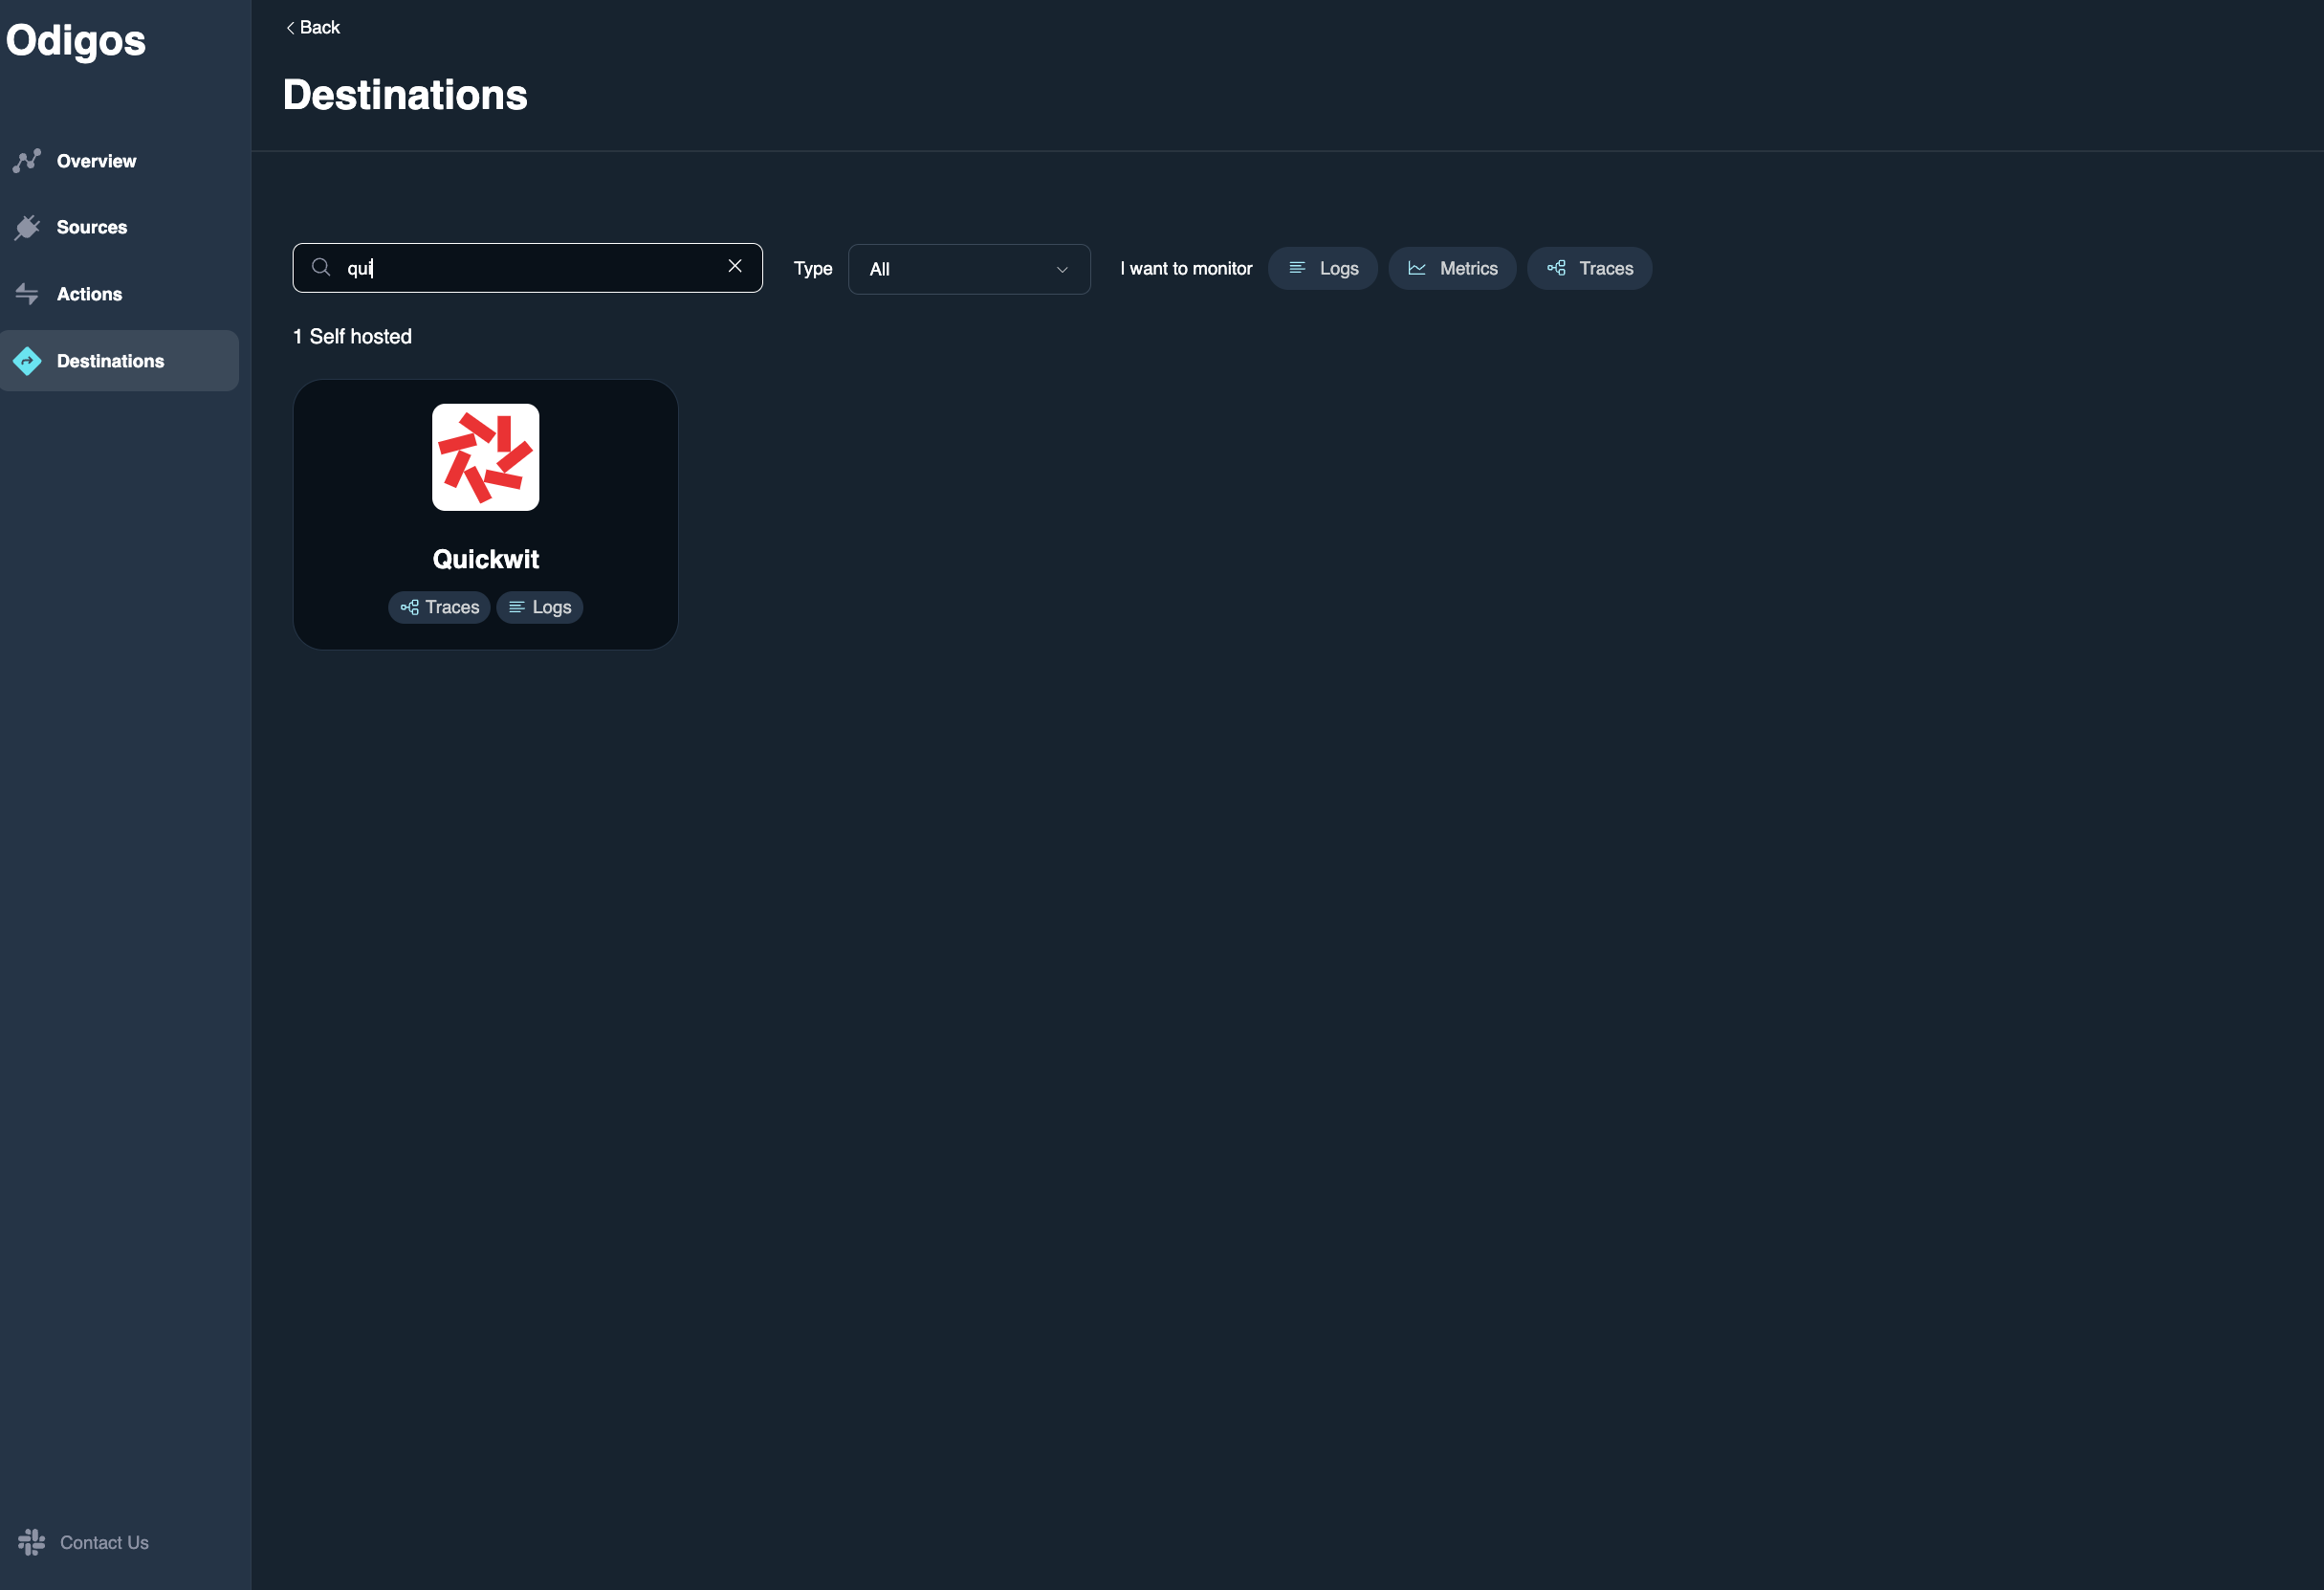 Odigos
Overview
Sources
Actions
Destinations
Contact Us
Back
Destinations
qui
Type All I want to monitor Logs Metrics Traces
1 Self hosted
Quickwit
Traces Logs